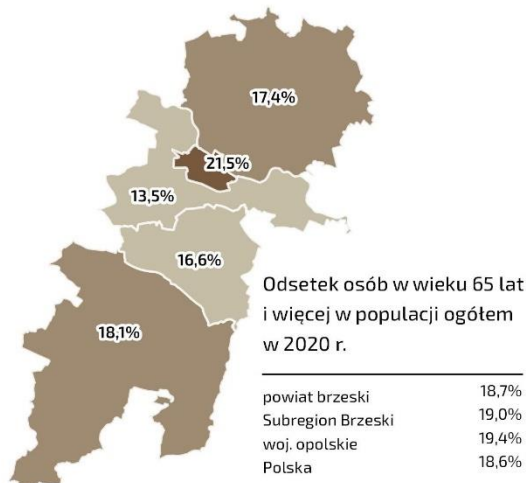 17,4%
21,5%
13,5%
16,6%
18,1%
Odsetek osób w wieku 65 lat
i więcej w populacji ogółem
w 2020 r.
powiat brzeski 18,7%
Subregion Brzeski 19,0%
woj. opolskie 19,4%
Polska 18,6%